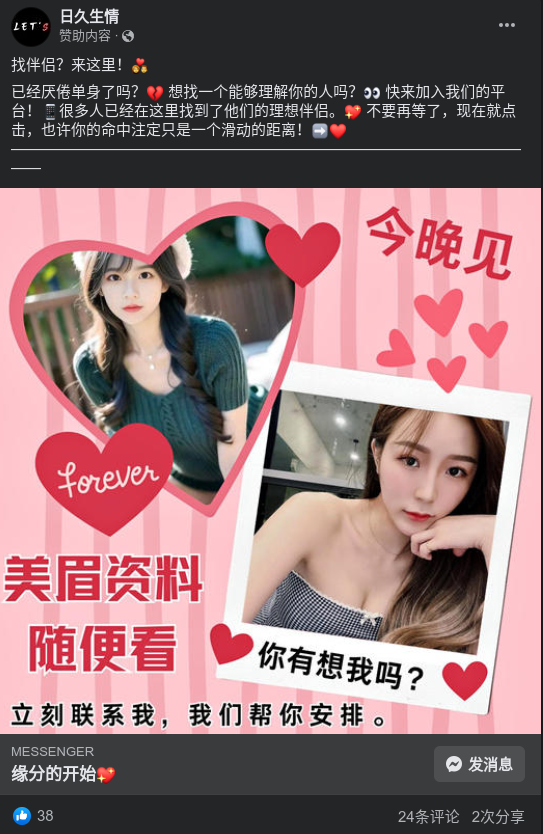 LET'S
日久生情
赞助内容 ·
找伴侣？来这里！💏
已经厌倦单身了吗？💔 想找一个能够理解你的人吗？👀 快来加入我们的平
台！📱很多人已经在这里找到了他们的理想伴侣。💖 不要再等了，现在就点
击，也许你的命中注定只是一个滑动的距离！➡️❤️
今晚见
forever
美眉资料
随便看
你有想我吗?
立刻联系我，我们帮你安排。
MESSENGER
缘分的开始💖
发消息
38
24条评论 2次分享